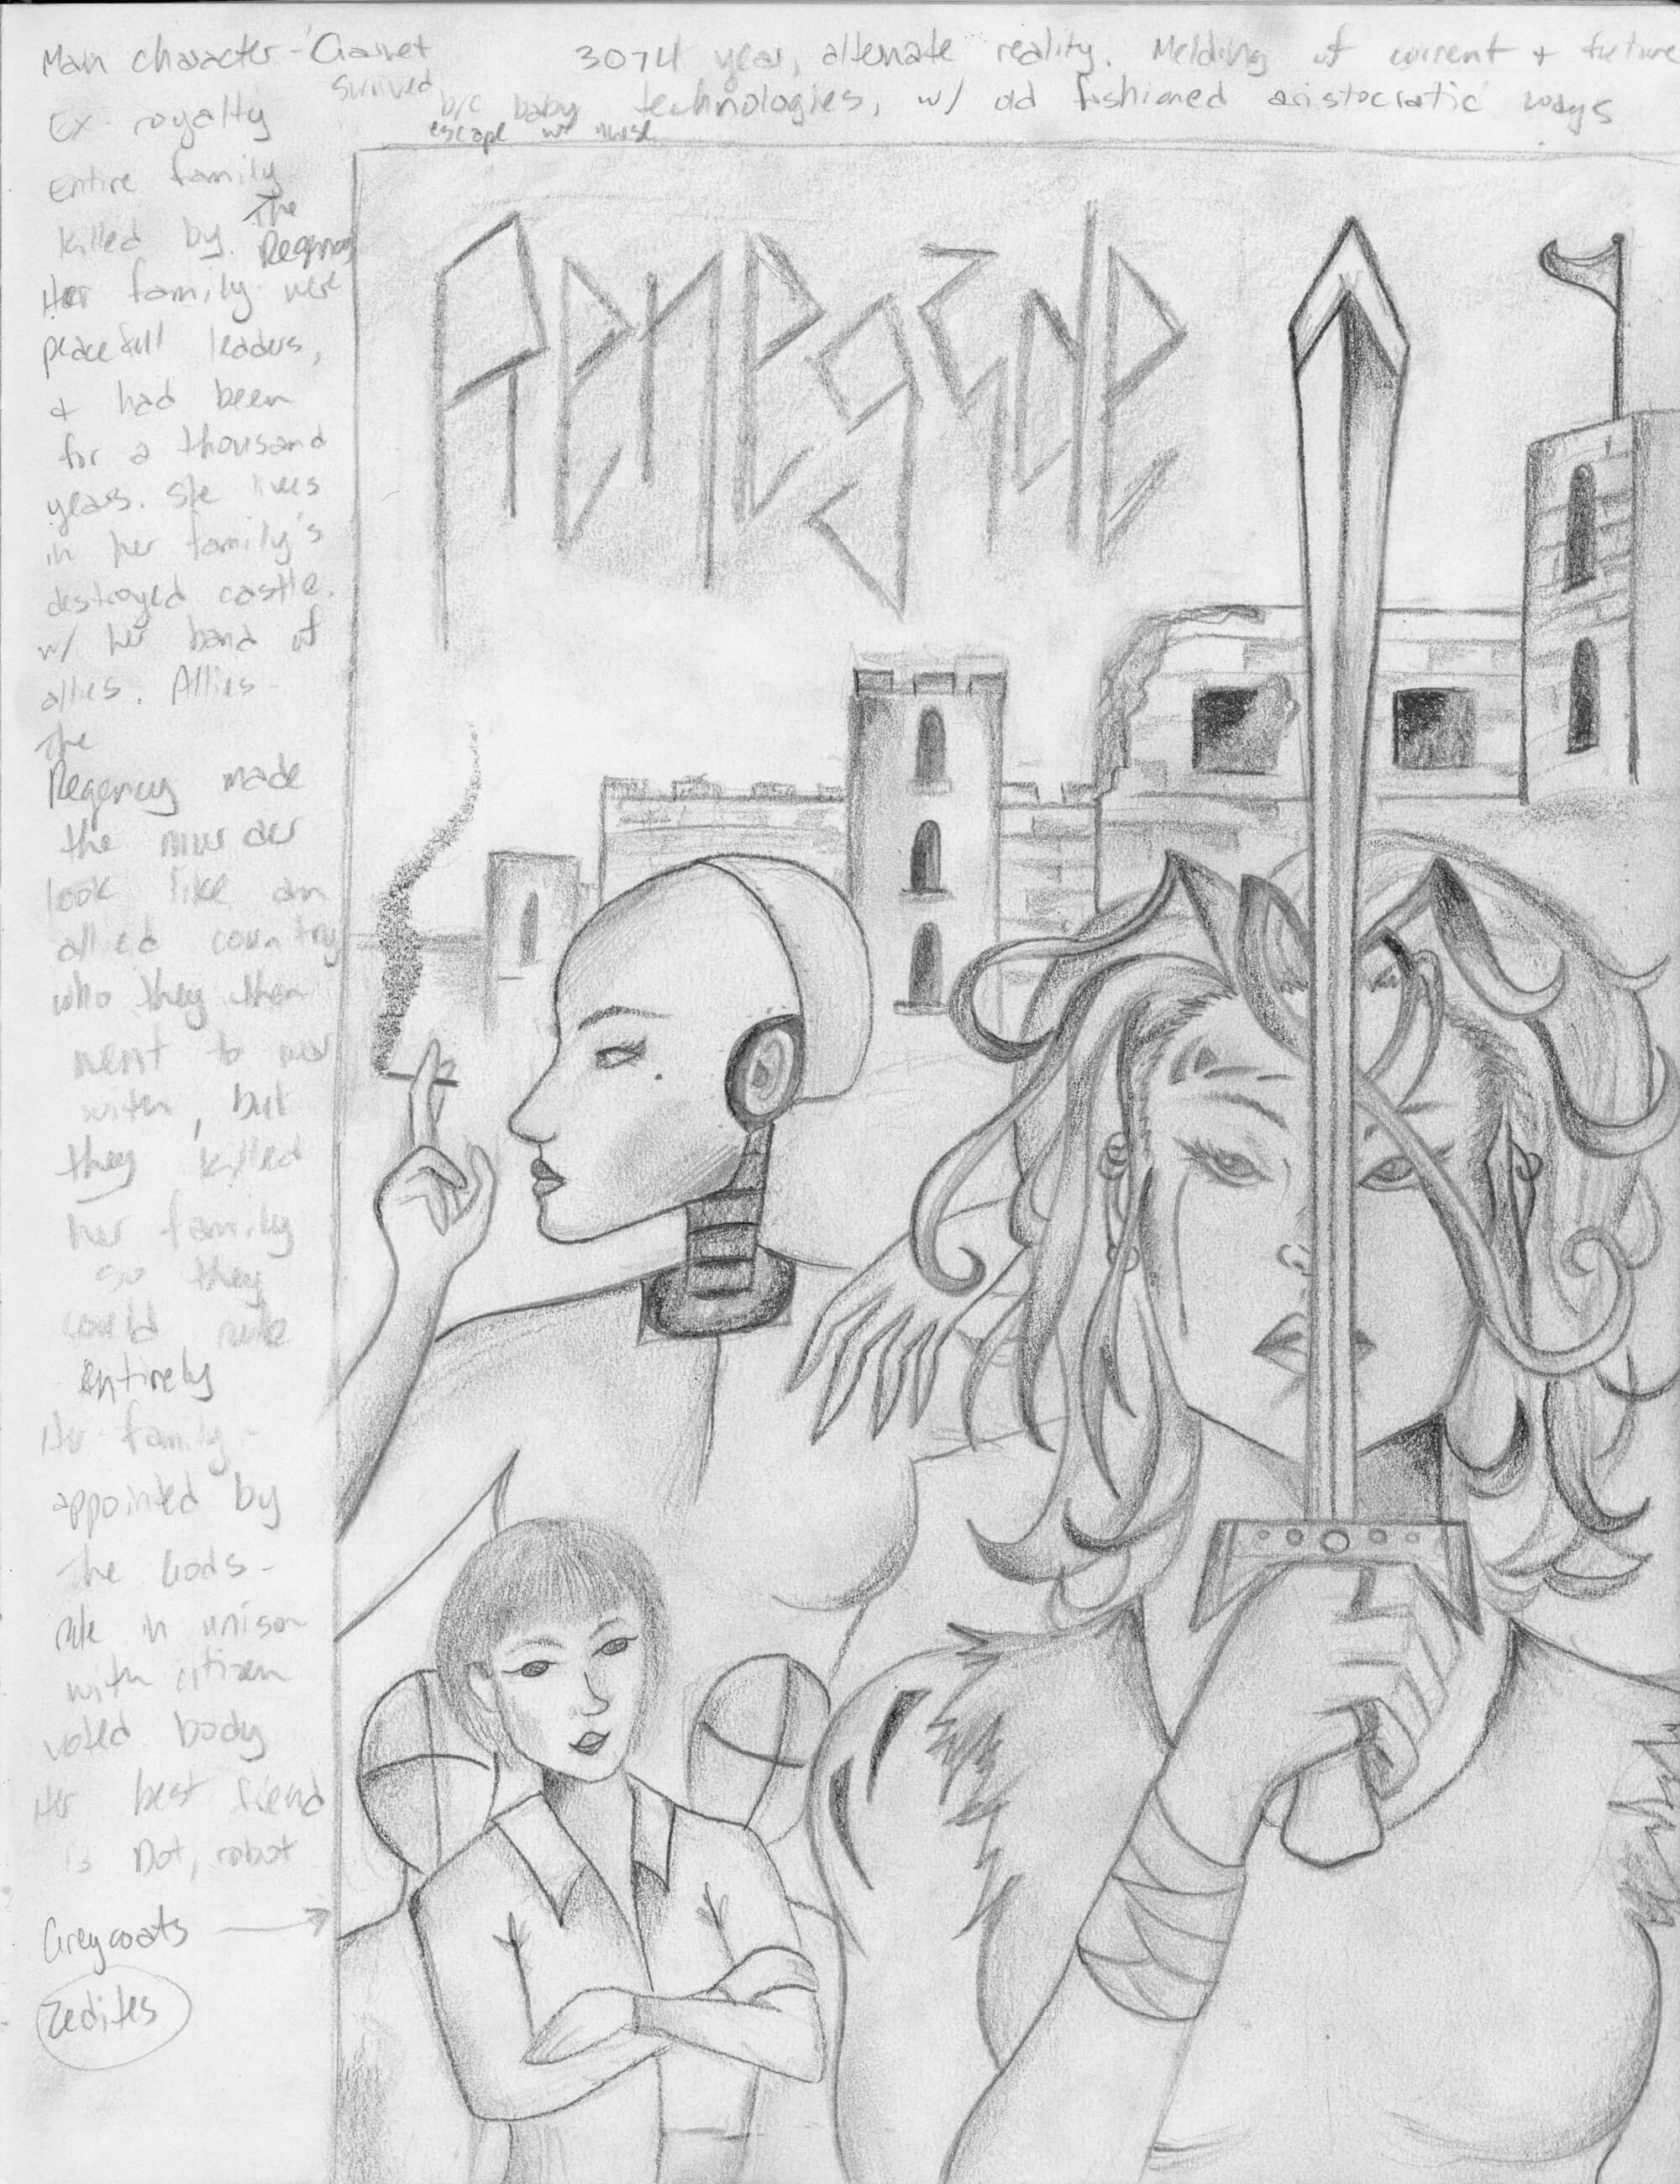 Main character - Garnet
3074 year, alternate reality. Melding of current + future
technologies, w/ old fashioned aristocratic ways
Ex-royalty
survived b/c baby
escape w/ nurse
Entire family
killed by The Regency
Her family were
peacefull leaders,
+ had been
for a thousand
years. She lives
in her family's
destroyed castle.
w/ her band of
allies. Allies -
The
Regency made
the murder
look like an
allied country
who they then
went to war
with, but
they killed
her family
so they
could rule
entirely
Her family -
appointed by
The Gods -
rule in unison
with citizen
voted body
Her best friend
is Dot, robot
Greycoats
Zedites
Renegade